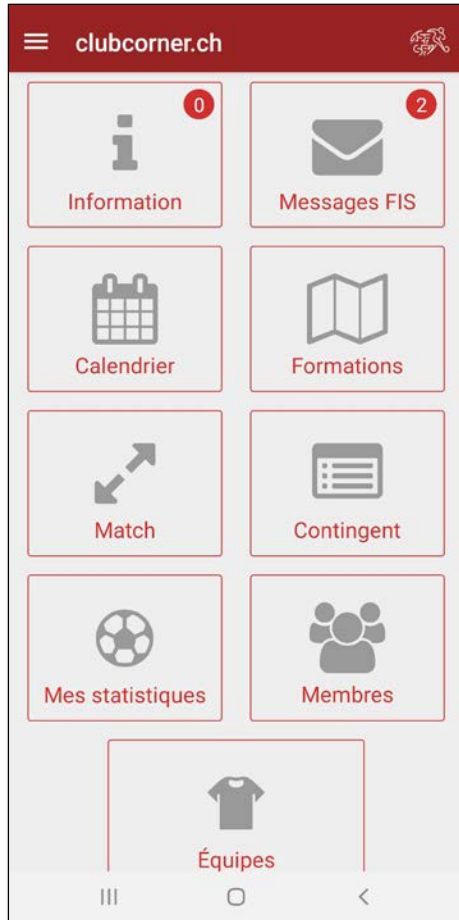 clubcorner.ch
0
2
Information
Messages FIS
Calendrier
Formations
Match
Contingent
Mes statistiques
Membres
Équipes